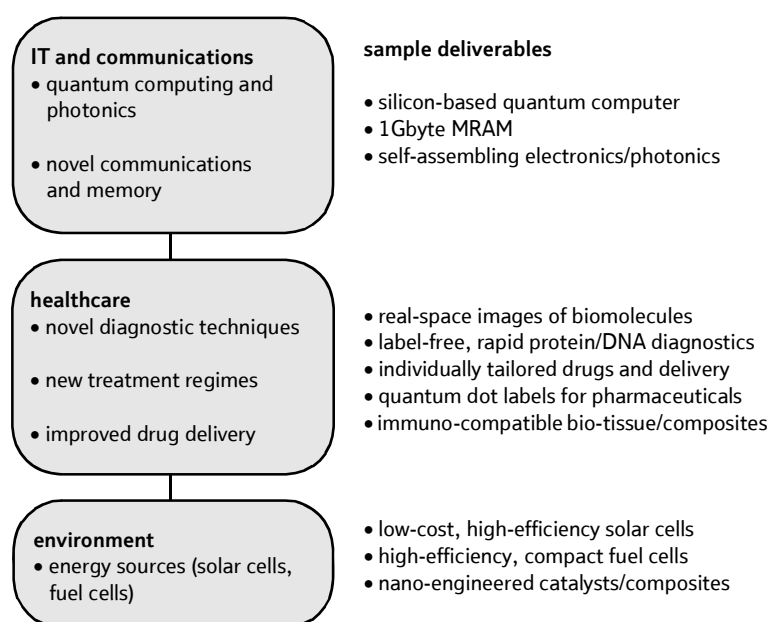 IT and communications
• quantum computing and
photonics
• novel communications
and memory
sample deliverables
• silicon-based quantum computer
• 1Gbyte MRAM
• self-assembling electronics/photonics
healthcare
• novel diagnostic techniques
• new treatment regimes
• improved drug delivery
• real-space images of biomolecules
• label-free, rapid protein/DNA diagnostics
• individually tailored drugs and delivery
• quantum dot labels for pharmaceuticals
• immuno-compatible bio-tissue/composites
environment
• energy sources (solar cells,
fuel cells)
• low-cost, high-efficiency solar cells
• high-efficiency, compact fuel cells
• nano-engineered catalysts/composites